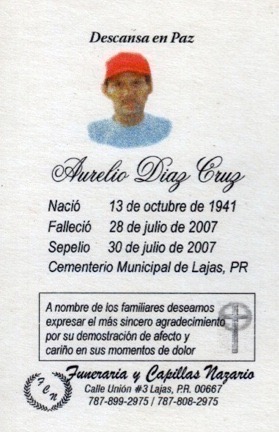 Descansa en Paz
Aurelio Diaz Cruz
Nació 13 de octubre de 1941
Falleció 28 de julio de 2007
Sepelio 30 de julio de 2007
Cementerio Municipal de Lajas, PR
A nombre de los familiares deseamos
expresar el más sincero agradecimiento
por su demostración de afecto y
cariño en sus momentos de dolor
FCN
Funeraria y Capillas Nazario
Calle Unión #3 Lajas, P.R. 00667
787-899-2975 / 787-808-2975